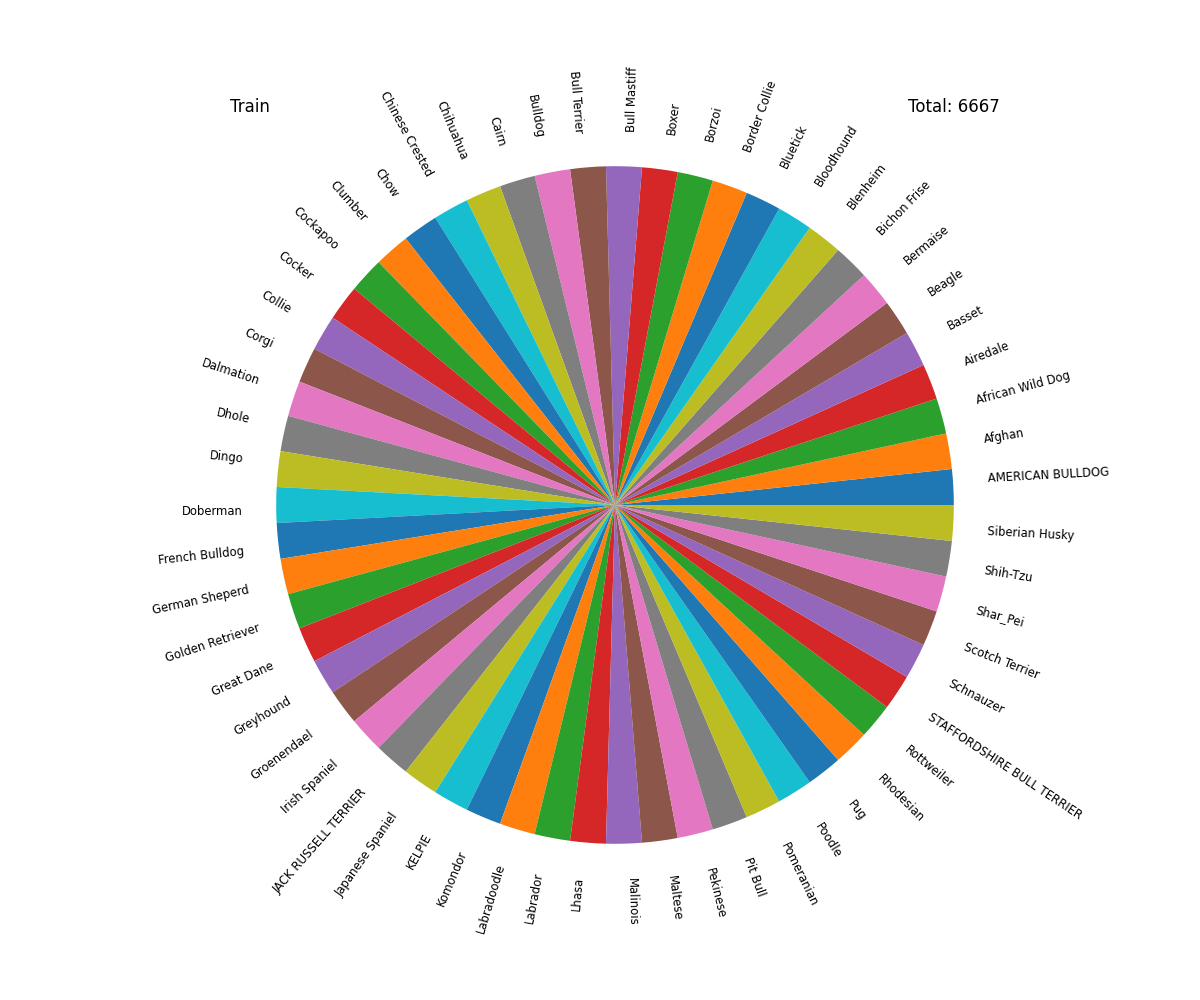 Train
Total: 6667
AMERICAN BULLDOG
Afghan
African Wild Dog
Airedale
Basset
Beagle
Bermaise
Bichon Frise
Blenheim
Bloodhound
Bluetick
Border Collie
Borzoi
Boxer
Bull Mastiff
Bull Terrier
Bulldog
Cairn
Chihuahua
Chinese Crested
Chow
Clumber
Cockapoo
Cocker
Collie
Corgi
Dalmation
Dhole
Dingo
Doberman
French Bulldog
German Sheperd
Golden Retriever
Great Dane
Greyhound
Groenendael
Irish Spaniel
JACK RUSSELL TERRIER
Japanese Spaniel
KELPIE
Komondor
Labradoodle
Labrador
Lhasa
Malinois
Maltese
Pekinese
Pit Bull
Pomeranian
Poodle
Pug
Rhodesian
Rottweiler
STAFFORDSHIRE BULL TERRIER
Schnauzer
Scotch Terrier
Shar_Pei
Shih-Tzu
Siberian Husky